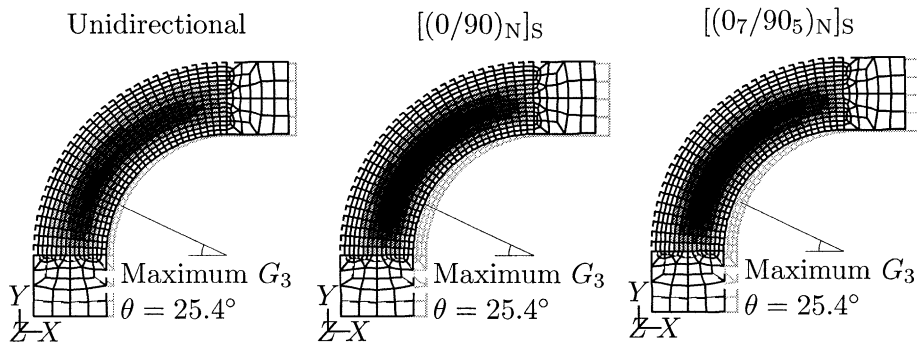 Unidirectional
[(0/90)N]S
[(0₇/90₅)N]S
Maximum G₃
θ = 25.4°
Y
Z-X
Maximum G₃
θ = 25.4°
Y
Z-X
Maximum G₃
θ = 25.4°
Y
Z-X